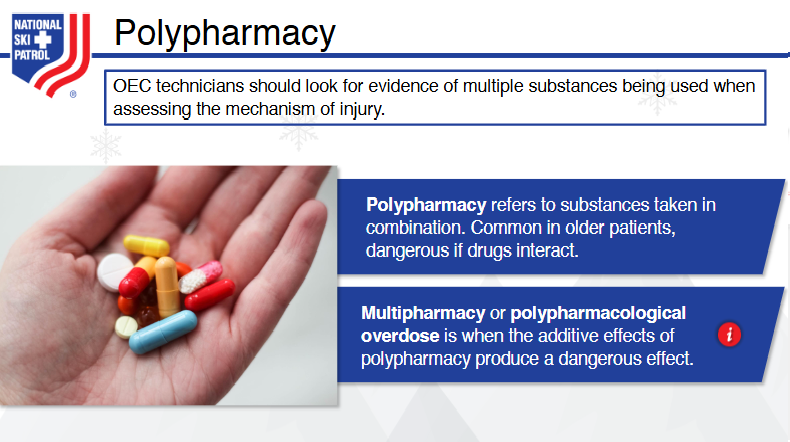 NATIONAL
SKI
PATROL
®
Polypharmacy
OEC technicians should look for evidence of multiple substances being used when
assessing the mechanism of injury.
Polypharmacy refers to substances taken in
combination. Common in older patients,
dangerous if drugs interact.
Multipharmacy or polypharmacological
overdose is when the additive effects of
polypharmacy produce a dangerous effect.
i